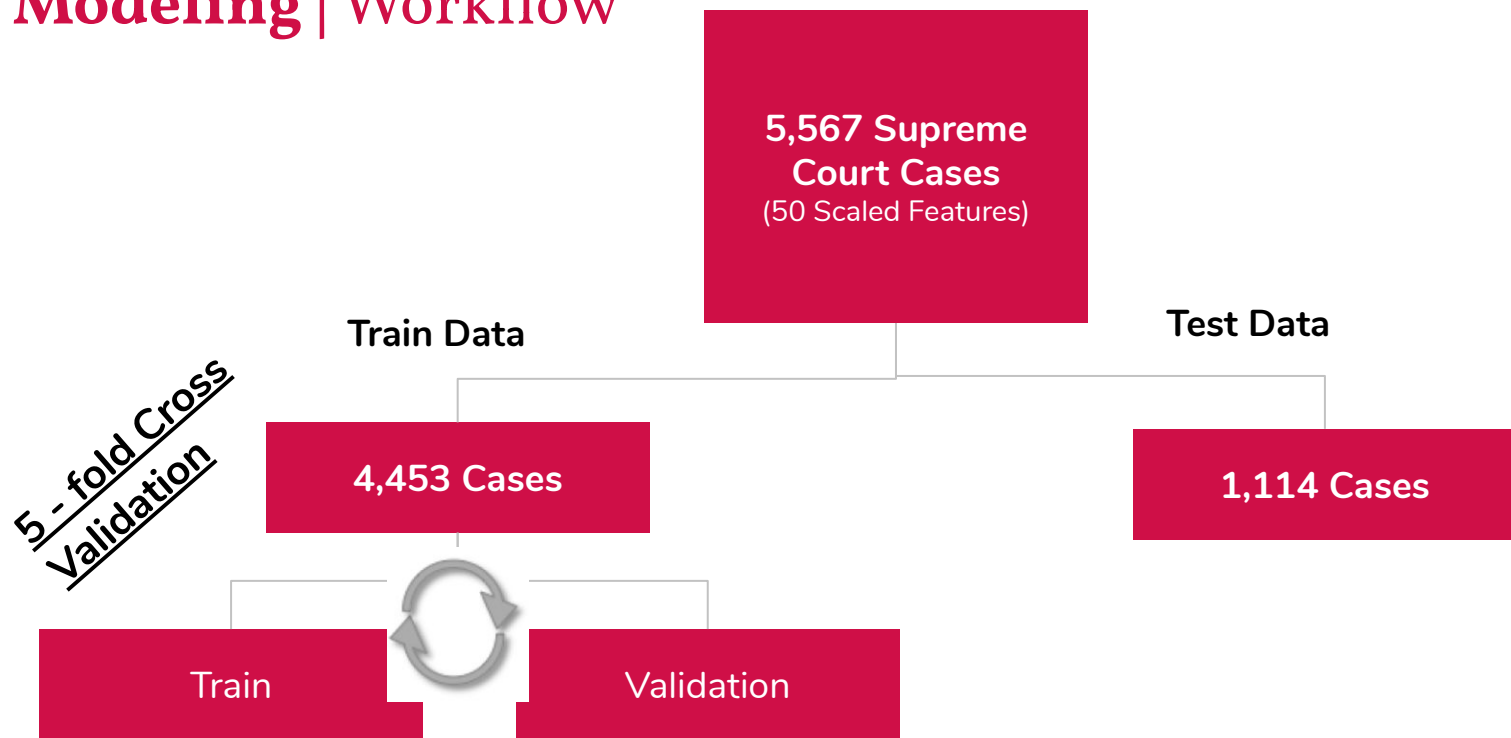 Modeling | Workflow
5,567 Supreme
Court Cases
(50 Scaled Features)
Train Data
Test Data
5 - fold Cross
Validation
4,453 Cases
1,114 Cases
Train
Validation